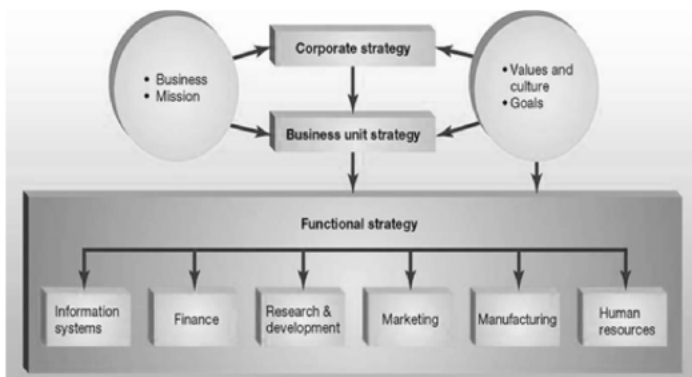 Corporate strategy
• Business
• Mission
• Values and
culture
• Goals
Business unit strategy
Functional strategy
Information
systems
Finance
Research &
development
Marketing
Manufacturing
Human
resources